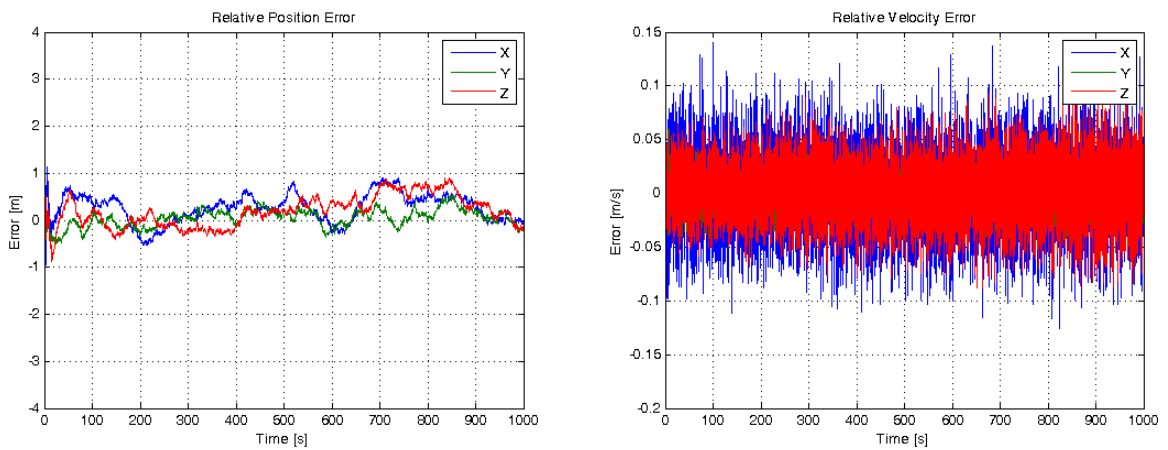 Relative Position Error
4
3
2
1
0
-1
-2
-3
-4
Error [m]
X
Y
Z
0 100 200 300 400 500 600 700 800 900 1000
Time [s]
Relative Velocity Error
0.15
0.1
0.05
0
-0.05
-0.1
-0.15
-0.2
Error [m/s]
X
Y
Z
0 100 200 300 400 500 600 700 800 900 1000
Time [s]